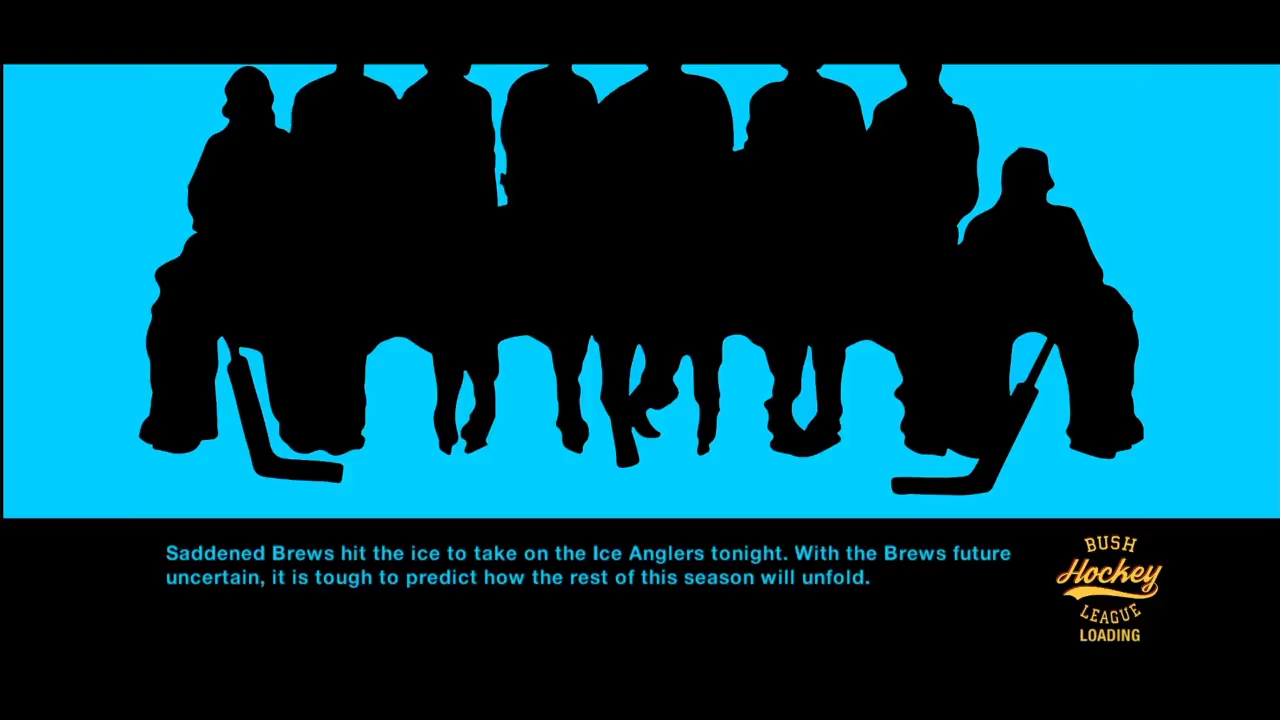 Saddened Brews hit the ice to take on the Ice Anglers tonight. With the Brews future
uncertain, it is tough to predict how the rest of this season will unfold.
BUSH
Hockey
LEAGUE
LOADING